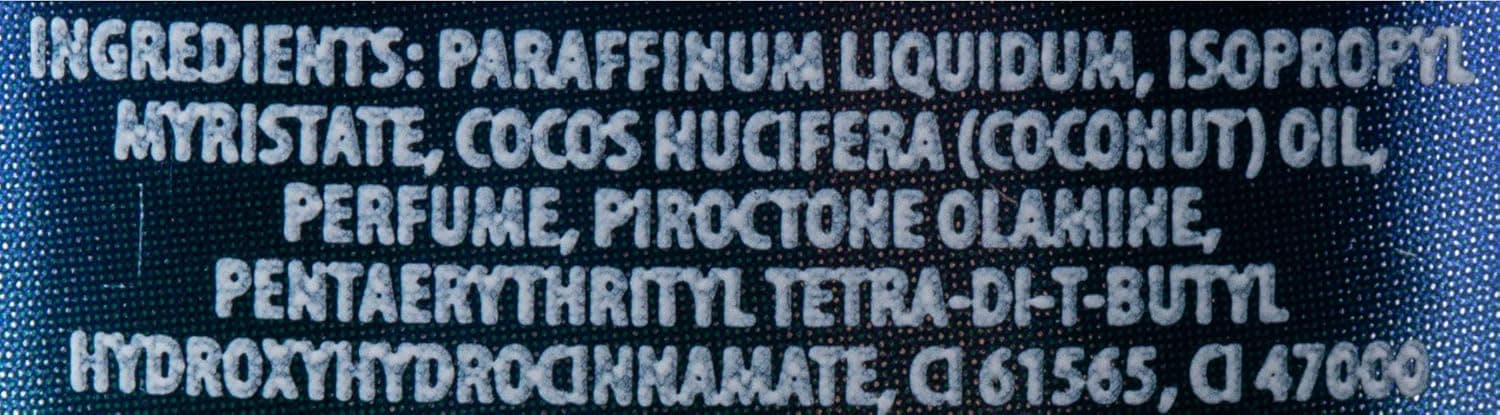 INGREDIENTS: PARAFFINUM LIQUIDUM, ISOPROPYL
MYRISTATE, COCOS NUCIFERA (COCONUT) OIL,
PERFUME, PIROCTONE OLAMINE,
PENTAERYTHRITYL TETRA-DI-T-BUTYL
HYDROXYHYDROCINNAMATE, CI 61565, CI 47000